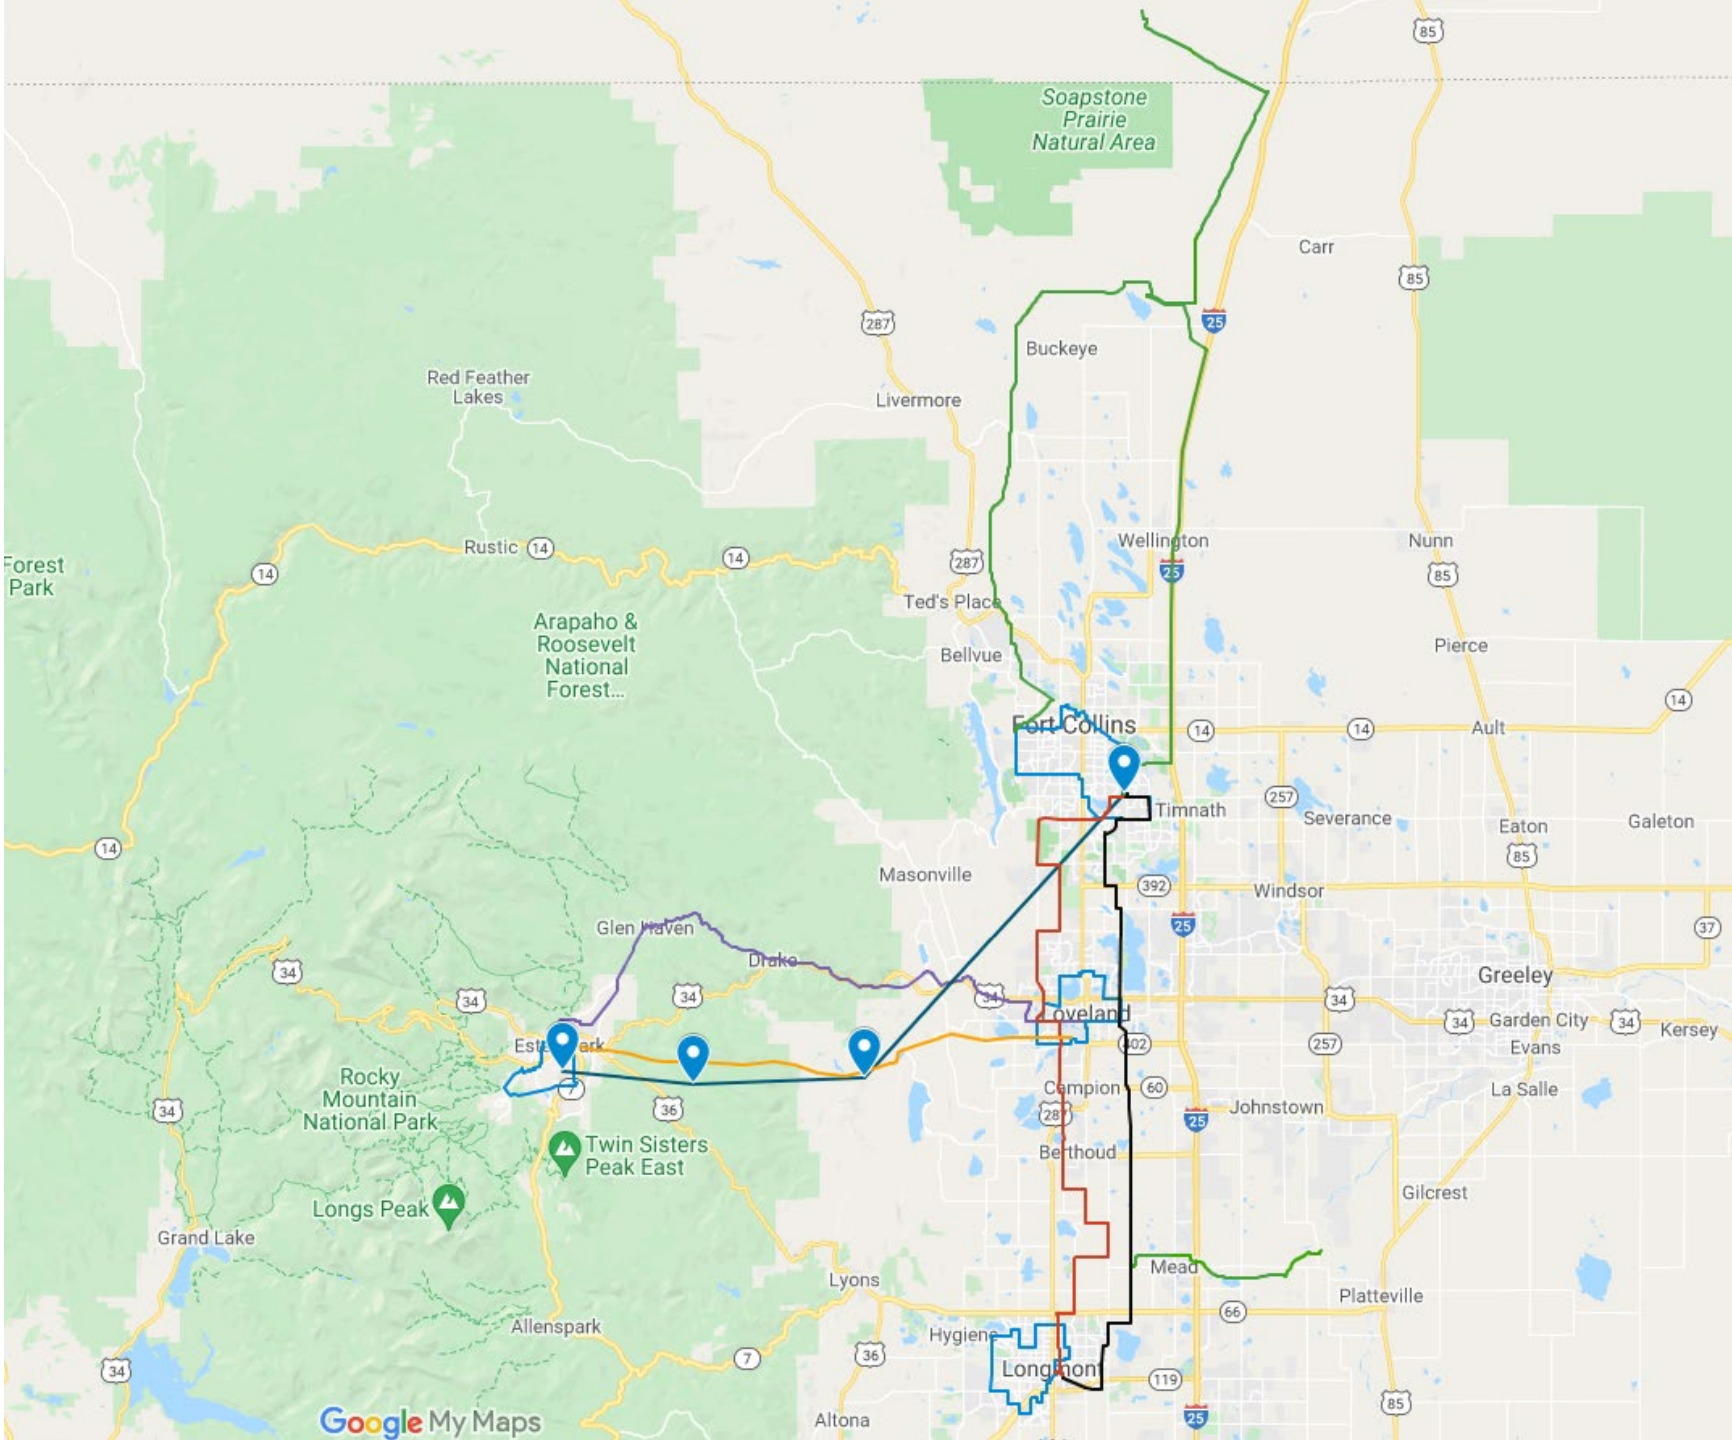 85
Soapstone
Prairie
Natural Area
Carr
85
287
25
Buckeye
Red Feather
Lakes
Livermore
Wellington
Nunn
Rustic
14
14
287
25
85
14
Forest
Park
Ted's Place
Arapaho &
Roosevelt
National
Forest...
Bellvue
Pierce
14
Fort Collins
14
14
Ault
257
Timnath
Severance
Eaton
Galeton
14
85
Masonville
392
Windsor
Glen Haven
25
37
Drake
34
34
34
34
Greeley
34
Loveland
34
Garden City
34
Kersey
Estes Park
402
257
Evans
Rocky
Mountain
National Park
7
36
Campion
60
La Salle
34
287
25
Johnstown
Twin Sisters
Peak East
Berthoud
Longs Peak
Gilcrest
Grand Lake
Mead
Lyons
Platteville
66
Allenspark
Hygiene
7
36
34
Longmont
119
85
Google My Maps
Altona
25